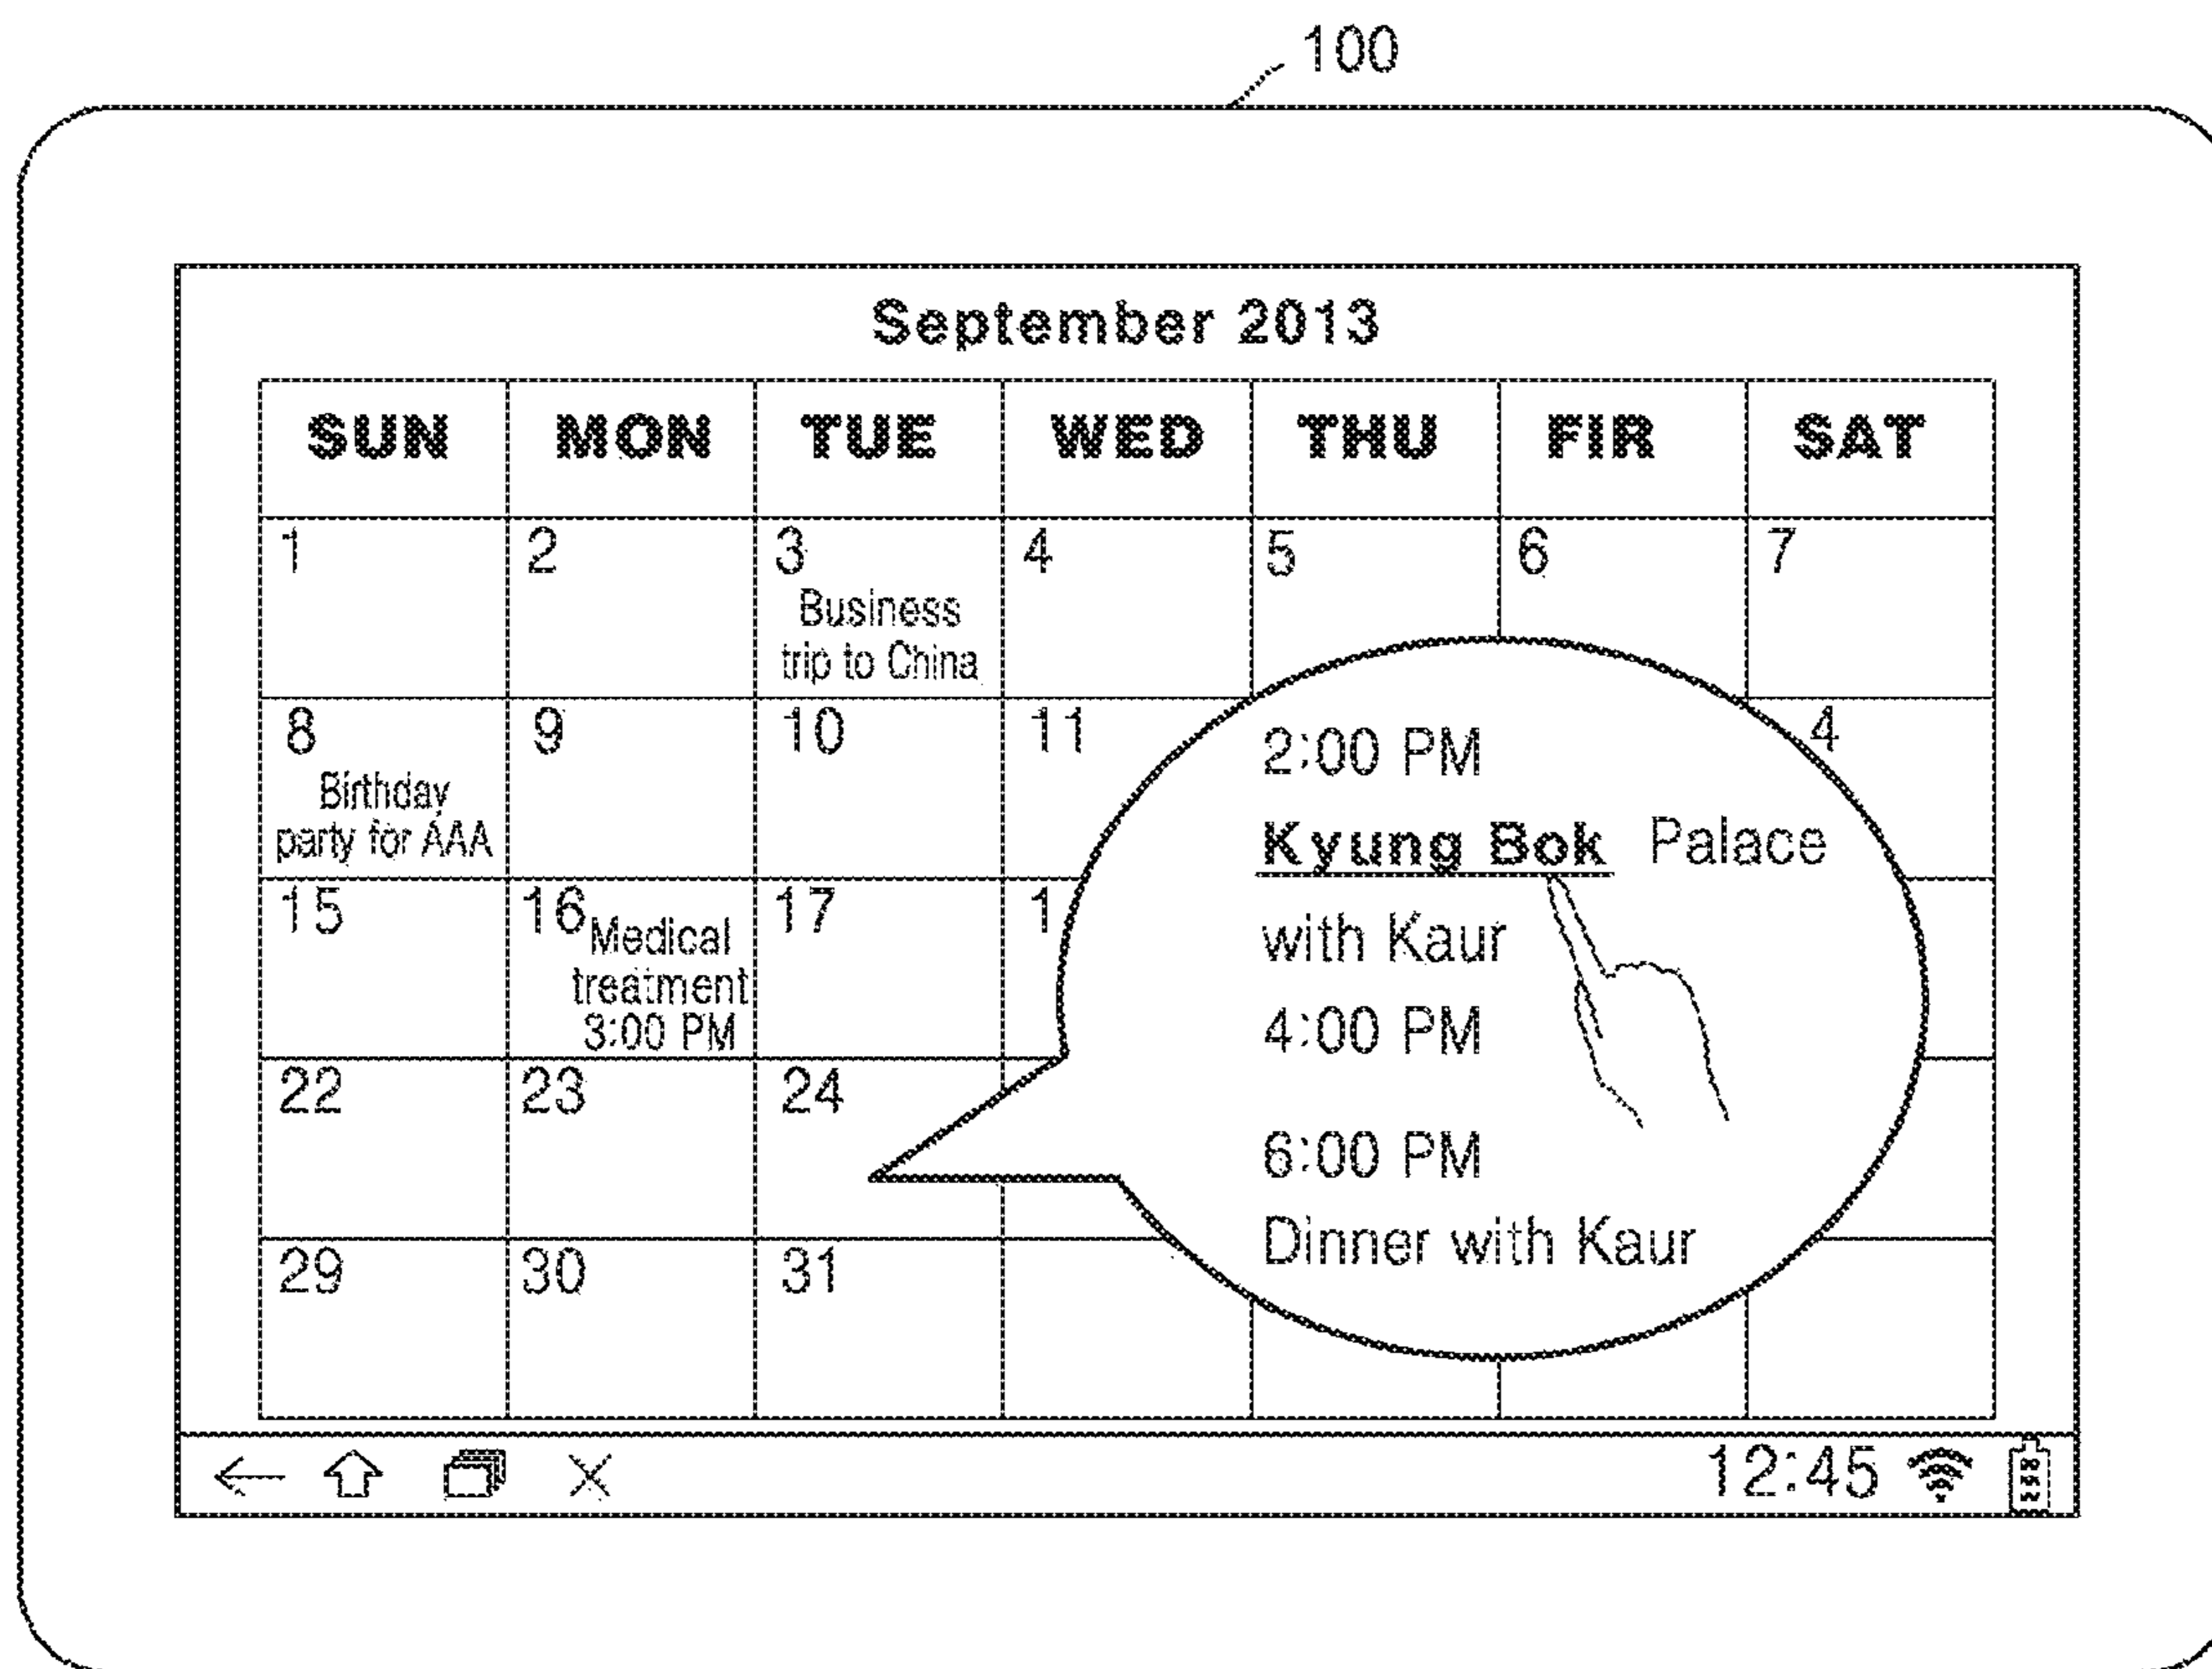 100
September 2013
SUN MON TUE WED THU FIR SAT
1 2 3 4 5 6 7
Business
trip to China
8 9 10 11 4
Birthday
party for AAA
15 16 17 1
Medical
treatment
3:00 PM
22 23 24
29 30 31
2:00 PM
Kyung Bok Palace
with Kaur
4:00 PM
6:00 PM
Dinner with Kaur
12:45